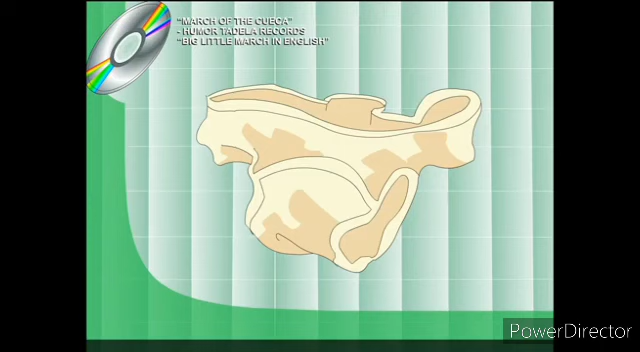 "MARCH OF THE CUECA"
- HUMOR TADELA RECORDS
"BIG LITTLE MARCH IN ENGLISH"
PowerDirector